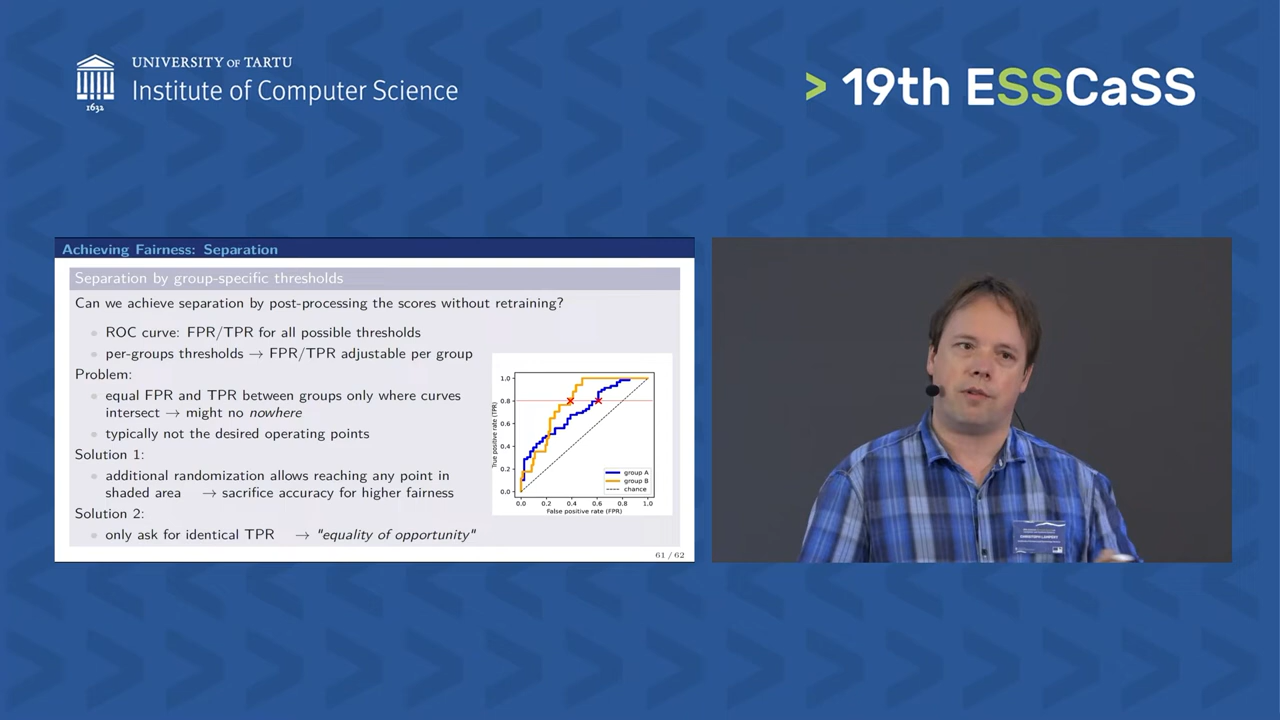 UNIVERSITY OF TARTU
Institute of Computer Science
1632
> 19th ESSCaSS
Achieving Fairness: Separation
Separation by group-specific thresholds
Can we achieve separation by post-processing the scores without retraining?
ROC curve: FPR/TPR for all possible thresholds
per-groups thresholds → FPR/TPR adjustable per group
Problem:
equal FPR and TPR between groups only where curves
intersect → might no nowhere
typically not the desired operating points
Solution 1:
additional randomization allows reaching any point in
shaded area → sacrifice accuracy for higher fairness
Solution 2:
only ask for identical TPR → "equality of opportunity"
True positive rate (TPR)
1.0
0.8
0.6
0.4
0.2
0.0
group A
group B
chance
0.0 0.2 0.4 0.6 0.8 1.0
False positive rate (FPR)
61 / 62
CHRISTOPH LAMPERT